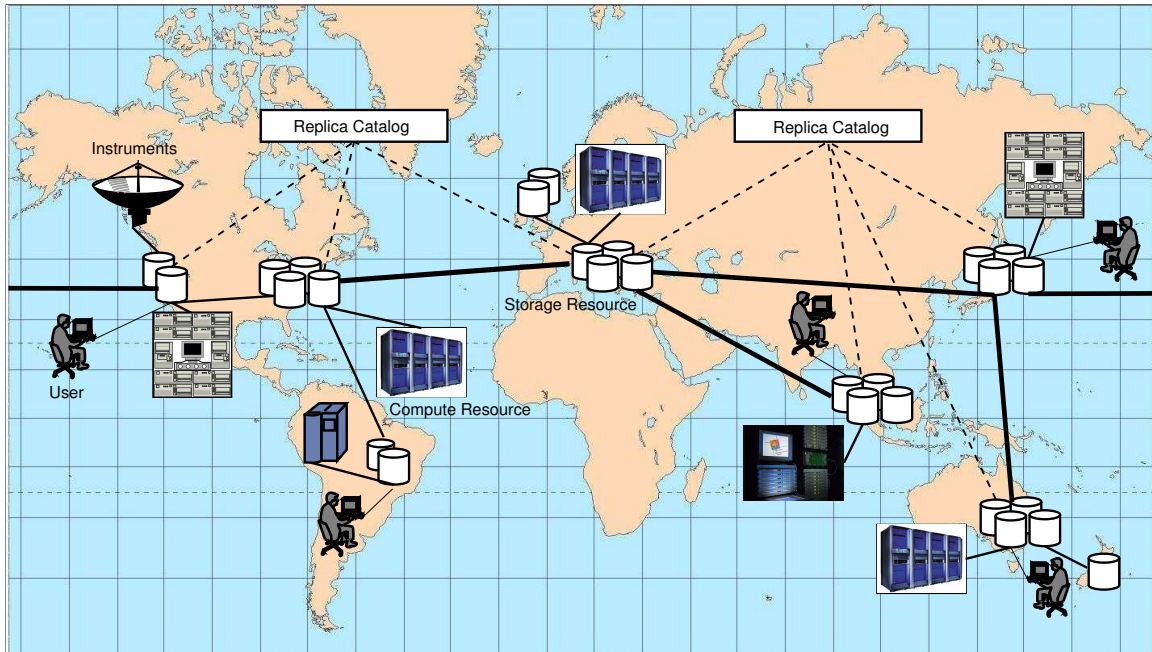 Replica Catalog
Replica Catalog
Instruments
Storage Resource
User
Compute Resource